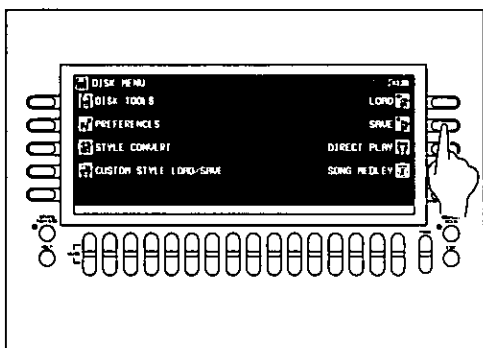 DISK MENU
DISK TOOLS LOAD
PREFERENCES SAVE
STYLE CONVERT DIRECT PLAY
CUSTOM STYLE LOAD/SAVE SONG MEDLEY